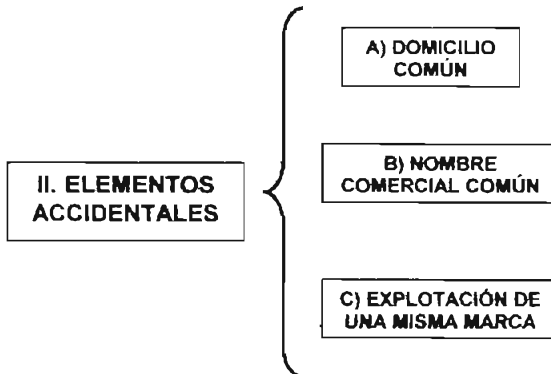 A) DOMICILIO
COMÚN
II. ELEMENTOS
ACCIDENTALES
B) NOMBRE
COMERCIAL COMÚN
C) EXPLOTACIÓN DE
UNA MISMA MARCA